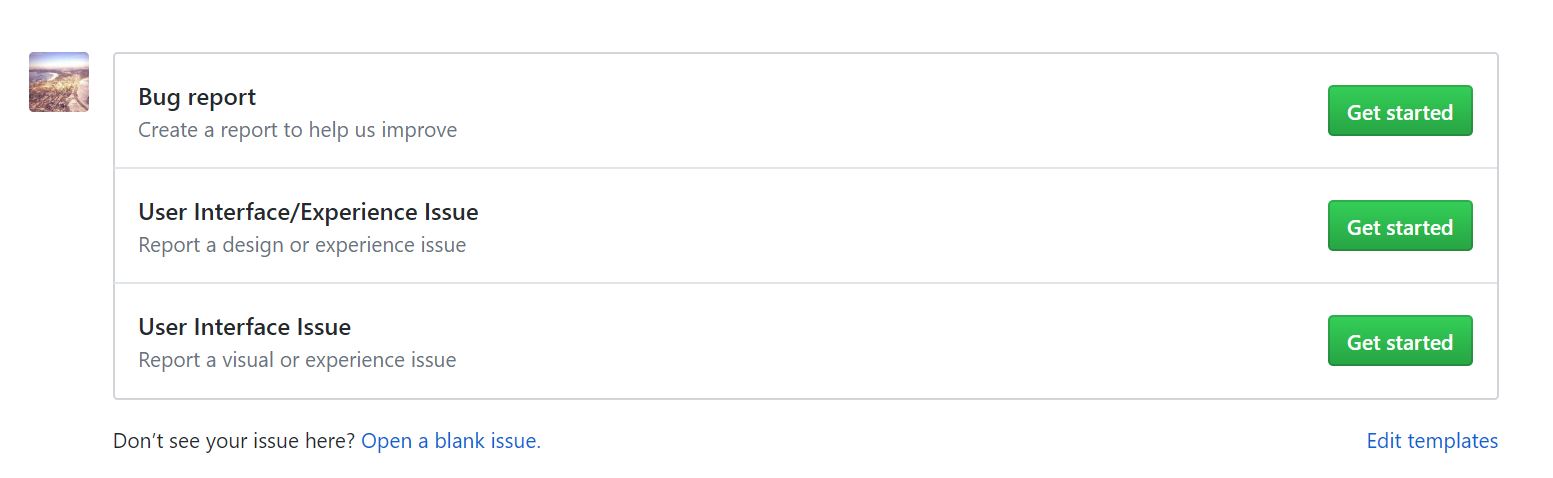 Bug report
Create a report to help us improve
Get started
User Interface/Experience Issue
Report a design or experience issue
Get started
User Interface Issue
Report a visual or experience issue
Get started
Don’t see your issue here? Open a blank issue.
Edit templates